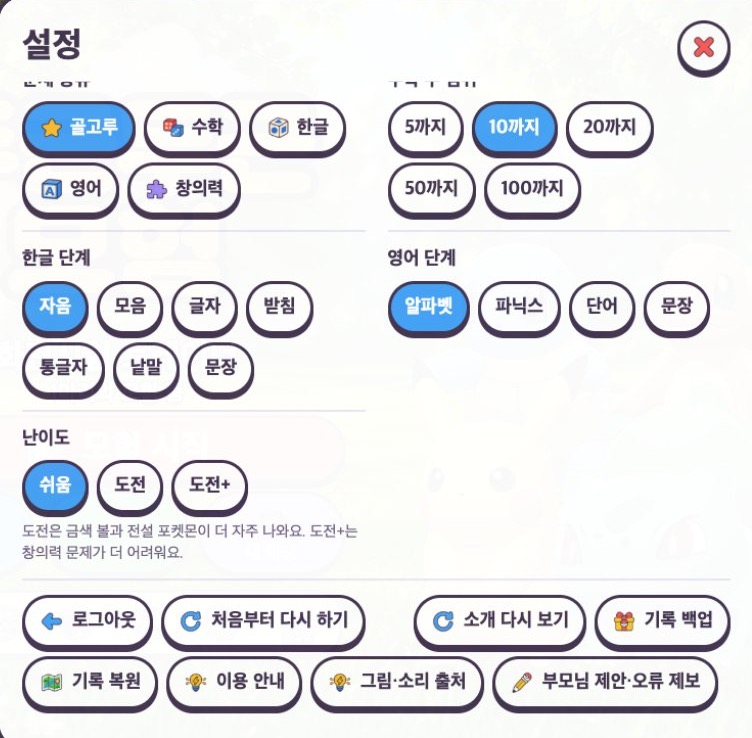 설정
골고루 수학 한글
영어 창의력
5까지 10까지 20까지
50까지 100까지
한글 단계
자음 모음 글자 받침
통글자 낱말 문장
영어 단계
알파벳 파닉스 단어 문장
난이도
쉬움 도전 도전+
도전은 금색 볼과 전설 포켓몬이 더 자주 나와요. 도전+는
창의력 문제가 더 어려워요.
로그아웃 처음부터 다시 하기 소개 다시 보기 기록 백업
기록 복원 이용 안내 그림·소리 출처 부모님 제안·오류 제보